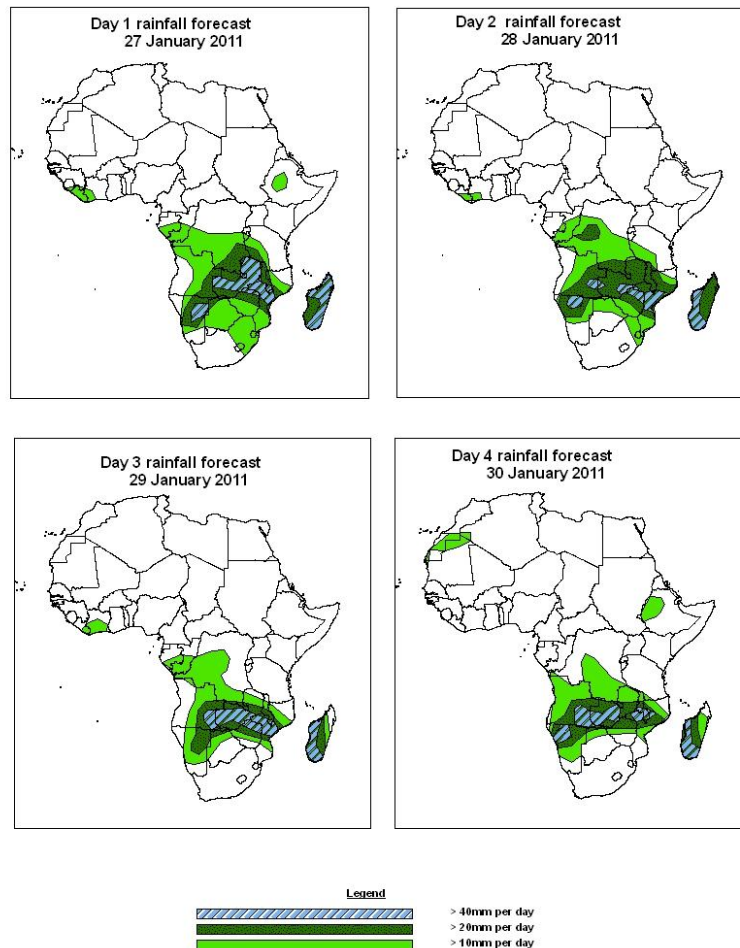 Day 1 rainfall forecast
27 January 2011
Day 2 rainfall forecast
28 January 2011
Day 3 rainfall forecast
29 January 2011
Day 4 rainfall forecast
30 January 2011
Legend
> 40mm per day
> 20mm per day
> 10mm per day